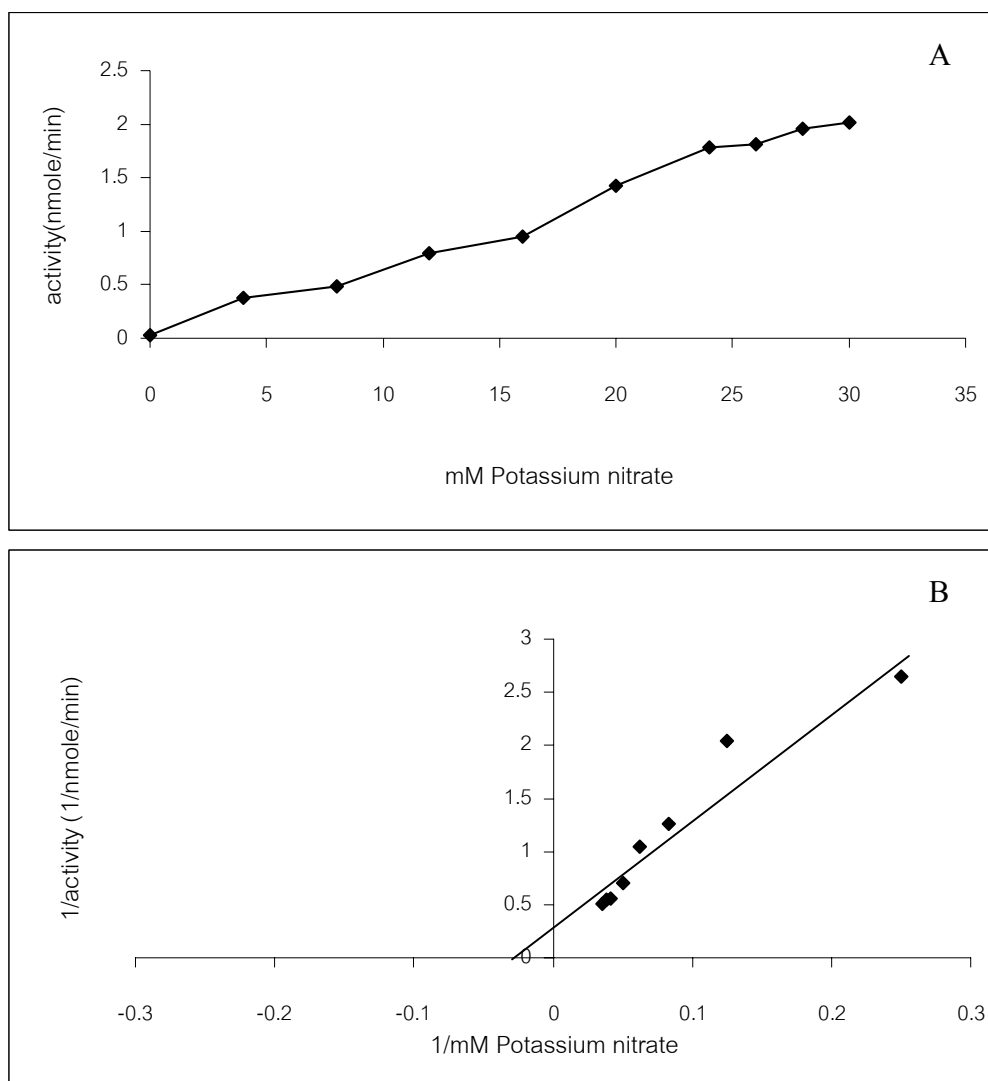 A
2.5
2
1.5
1
0.5
0
activity(nmole/min)
0 5 10 15 20 25 30 35
mM Potassium nitrate
B
3
2.5
2
1.5
1
0.5
0
1/activity ( 1/nmole/min)
-0.3 -0.2 -0.1 0 0.1 0.2 0.3
1/mM Potassium nitrate